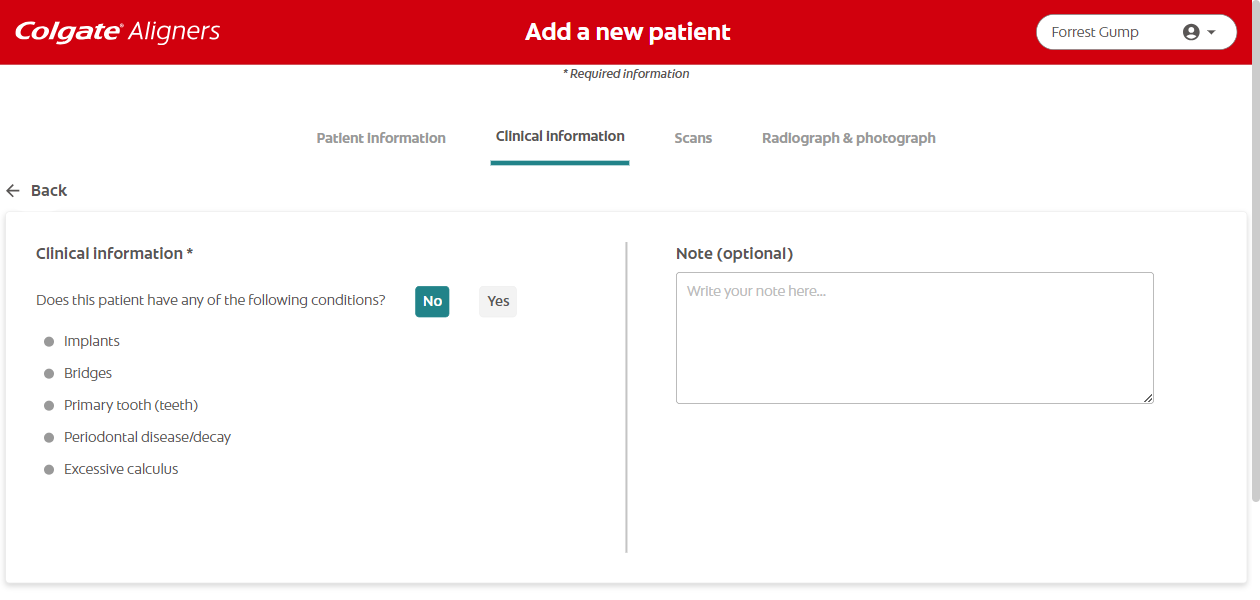 Colgate® Aligners
Add a new patient
Forrest Gump
* Required information
Patient information
Clinical information
Scans
Radiograph & photograph
Back
Clinical information *
Does this patient have any of the following conditions?
No
Yes
Implants
Bridges
Primary tooth (teeth)
Periodontal disease/decay
Excessive calculus
Note (optional)
Write your note here...